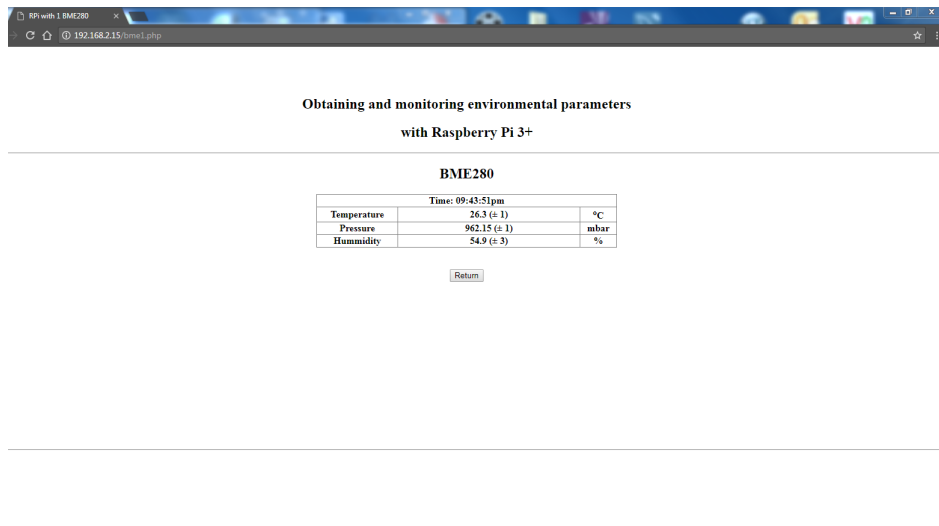 RPi with 1 BME280
192.168.2.15/bme1.php
Obtaining and monitoring environmental parameters
with Raspberry Pi 3+
BME280
Time: 09:43:51pm
Temperature 26.3 (± 1) °C
Pressure 962.15 (± 1) mbar
Hummidity 54.9 (± 3) %
Return